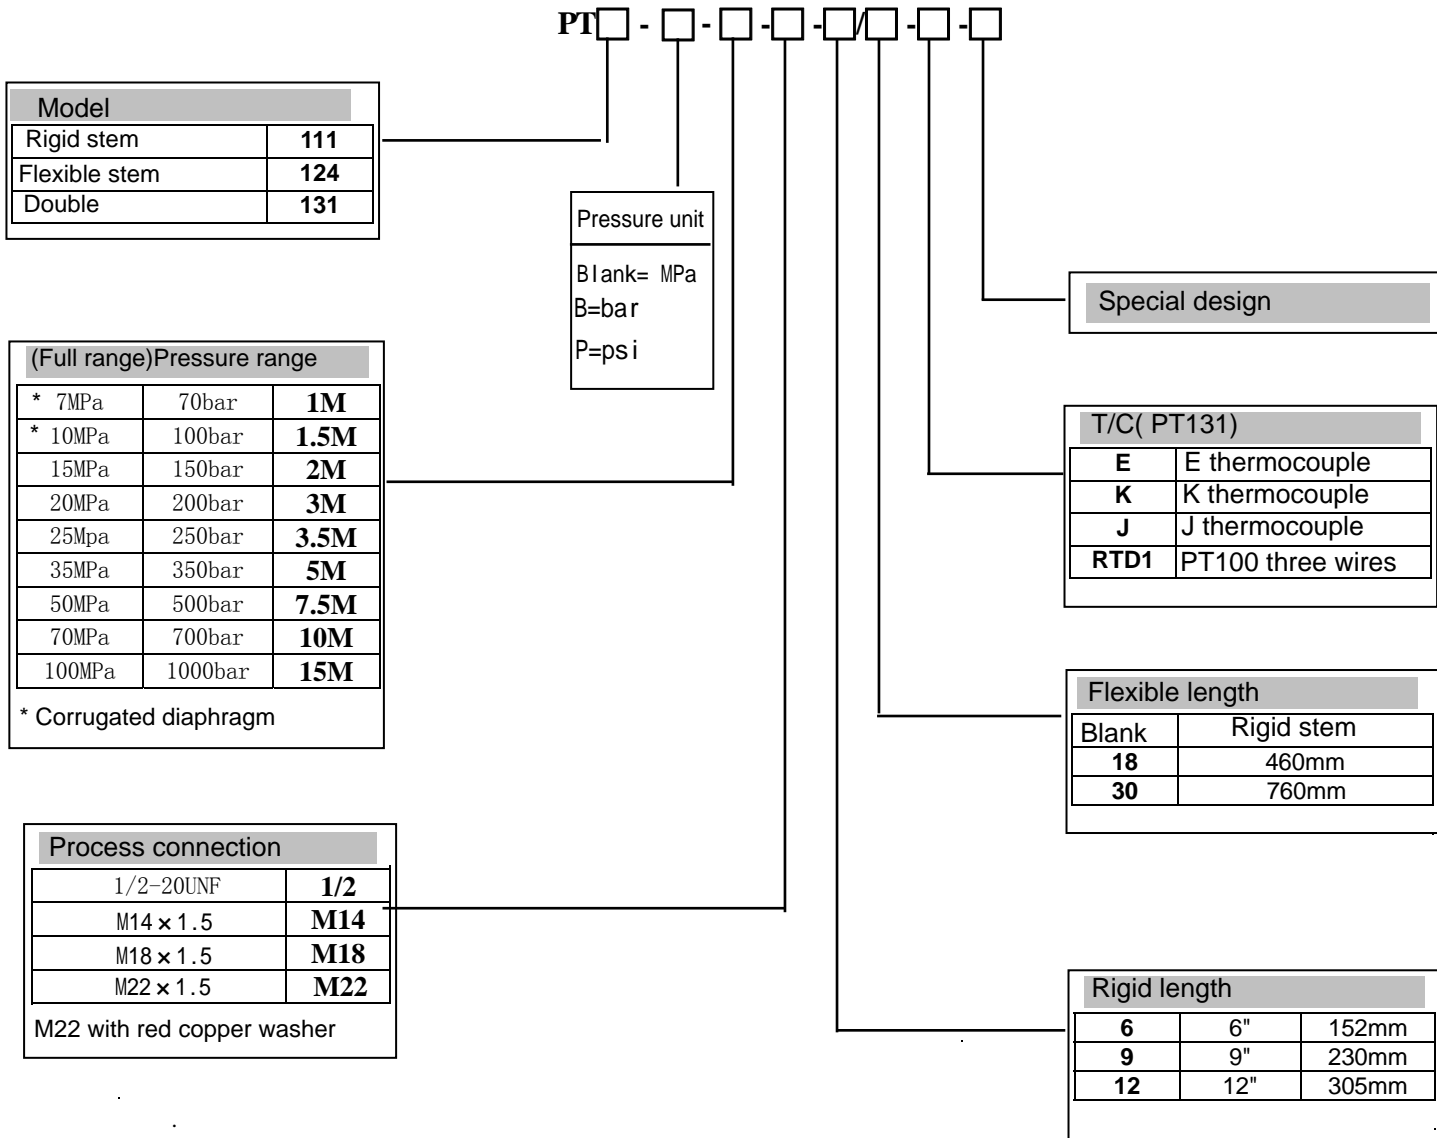 PT□ - □ - □ -□ -□/□ -□ -□
Model
Rigid stem 111
Flexible stem 124
Double 131
Pressure unit
Blank= MPa
B=bar
P=psi
(Full range)Pressure range
* 7MPa 70bar 1M
* 10MPa 100bar 1.5M
15MPa 150bar 2M
20MPa 200bar 3M
25Mpa 250bar 3.5M
35MPa 350bar 5M
50MPa 500bar 7.5M
70MPa 700bar 10M
100MPa 1000bar 15M
* Corrugated diaphragm
Process connection
1/2-20UNF 1/2
M14×1.5 M14
M18×1.5 M18
M22×1.5 M22
M22 with red copper washer
Special design
T/C( PT131)
E E thermocouple
K K thermocouple
J J thermocouple
RTD1 PT100 three wires
Flexible length
Blank Rigid stem
18 460mm
30 760mm
Rigid length
6 6" 152mm
9 9" 230mm
12 12" 305mm